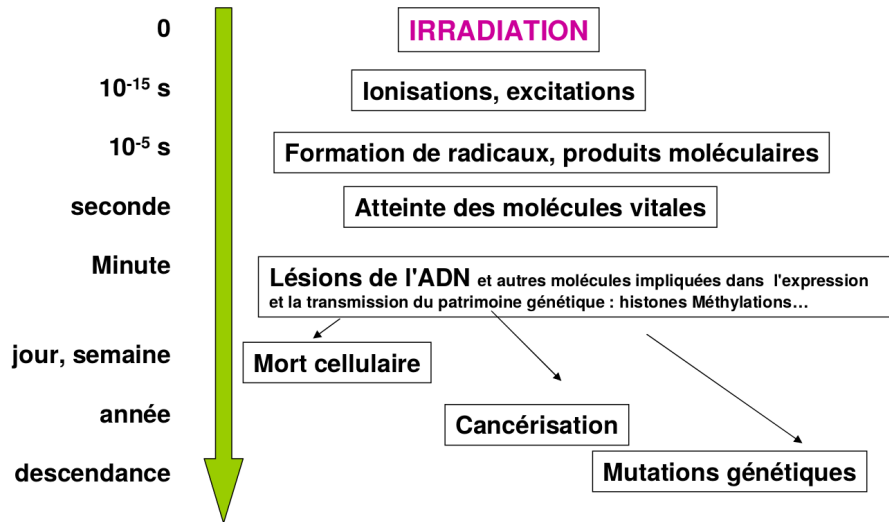 0
IRRADIATION
10-15 s
Ionisations, excitations
10-5 s
Formation de radicaux, produits moléculaires
seconde
Atteinte des molécules vitales
Minute
Lésions de l'ADN et autres molécules impliquées dans l'expression
et la transmission du patrimoine génétique : histones Méthylations…
jour, semaine
Mort cellulaire
année
Cancérisation
descendance
Mutations génétiques